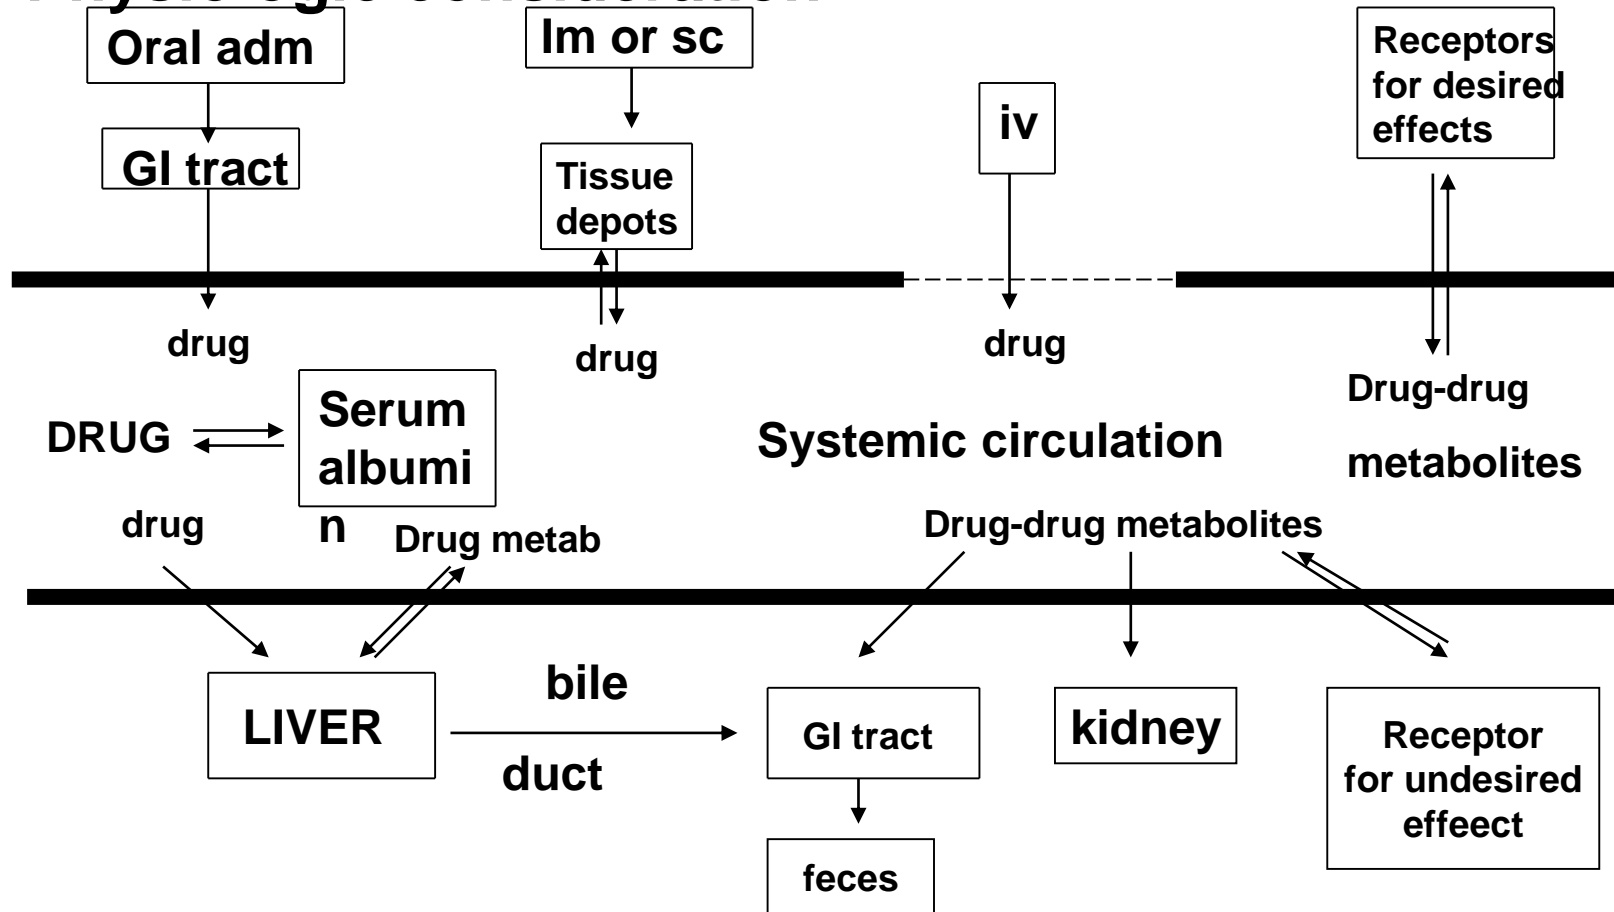 Physiologic consideration
Oral adm
Im or sc
iv
Receptors
for desired
effects
GI tract
Tissue
depots
drug
drug
drug
Drug-drug
metabolites
DRUG
Serum
albumi
n
Systemic circulation
drug
Drug metab
Drug-drug metabolites
LIVER
bile
duct
GI tract
kidney
Receptor
for undesired
effeect
feces